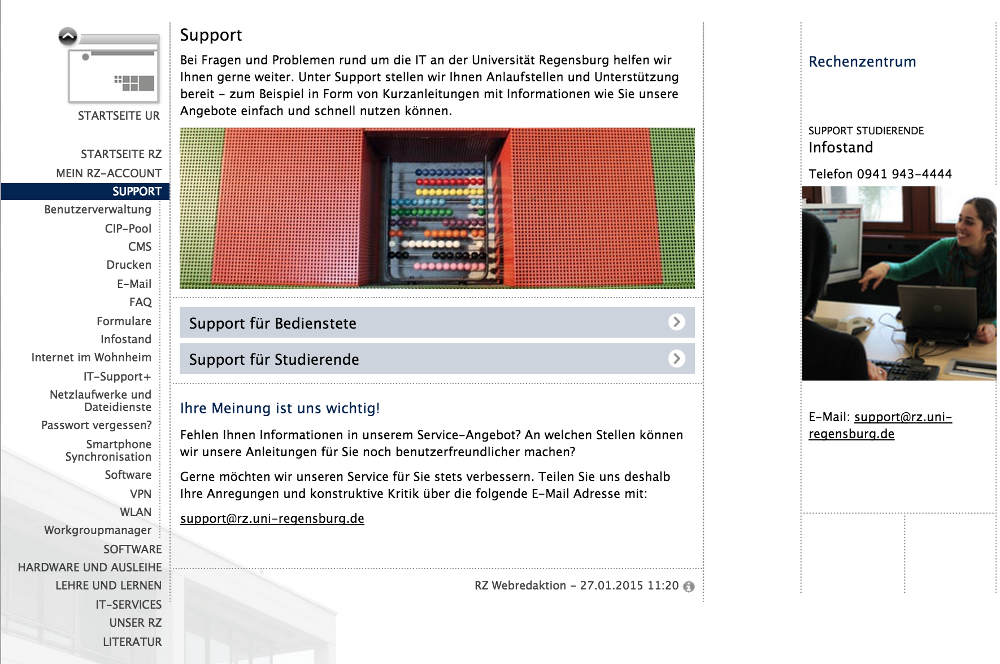 STARTSEITE UR
STARTSEITE RZ
MEIN RZ-ACCOUNT
SUPPORT
Benutzerverwaltung
CIP-Pool
CMS
Drucken
E-Mail
FAQ
Formulare
Infostand
Internet im Wohnheim
IT-Support+
Netzlaufwerke und
Dateidienste
Passwort vergessen?
Smartphone
Synchronisation
Software
VPN
WLAN
Workgroupmanager
SOFTWARE
HARDWARE UND AUSLEIHE
LEHRE UND LERNEN
IT-SERVICES
UNSER RZ
LITERATUR
Support
Bei Fragen und Problemen rund um die IT an der Universität Regensburg helfen wir
Ihnen gerne weiter. Unter Support stellen wir Ihnen Anlaufstellen und Unterstützung
bereit – zum Beispiel in Form von Kurzanleitungen mit Informationen wie Sie unsere
Angebote einfach und schnell nutzen können.
Support für Bedienstete
Support für Studierende
Ihre Meinung ist uns wichtig!
Fehlen Ihnen Informationen in unserem Service-Angebot? An welchen Stellen können
wir unsere Anleitungen für Sie noch benutzerfreundlicher machen?
Gerne möchten wir unseren Service für Sie stets verbessern. Teilen Sie uns deshalb
Ihre Anregungen und konstruktive Kritik über die folgende E-Mail Adresse mit:
support@rz.uni-regensburg.de
RZ Webredaktion - 27.01.2015 11:20
Rechenzentrum
SUPPORT STUDIERENDE
Infostand
Telefon 0941 943-4444
E-Mail: support@rz.uni-
regensburg.de